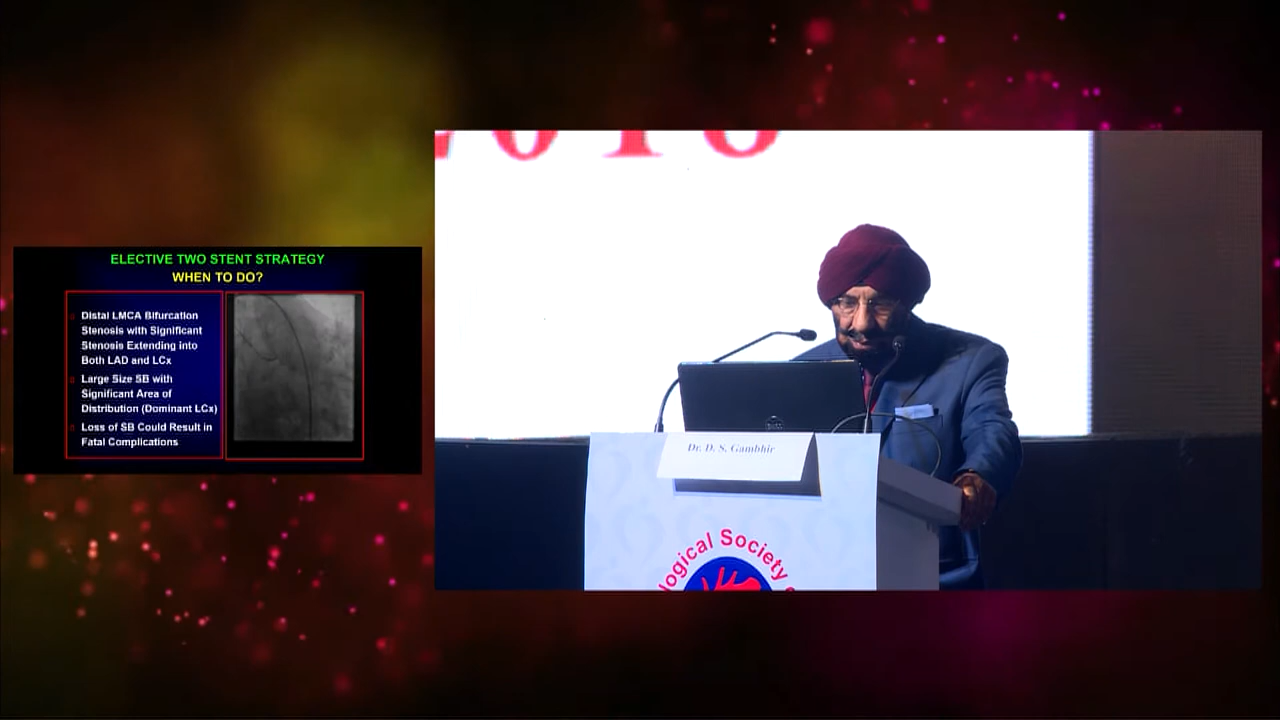 ELECTIVE TWO STENT STRATEGY
WHEN TO DO?
Distal LMCA Bifurcation
Stenosis with Significant
Stenosis Extending into
Both LAD and LCx
Large Size SB with
Significant Area of
Distribution (Dominant LCx)
Loss of SB Could Result in
Fatal Complications
2018
Dr. D. S. Gambhir
logical Society